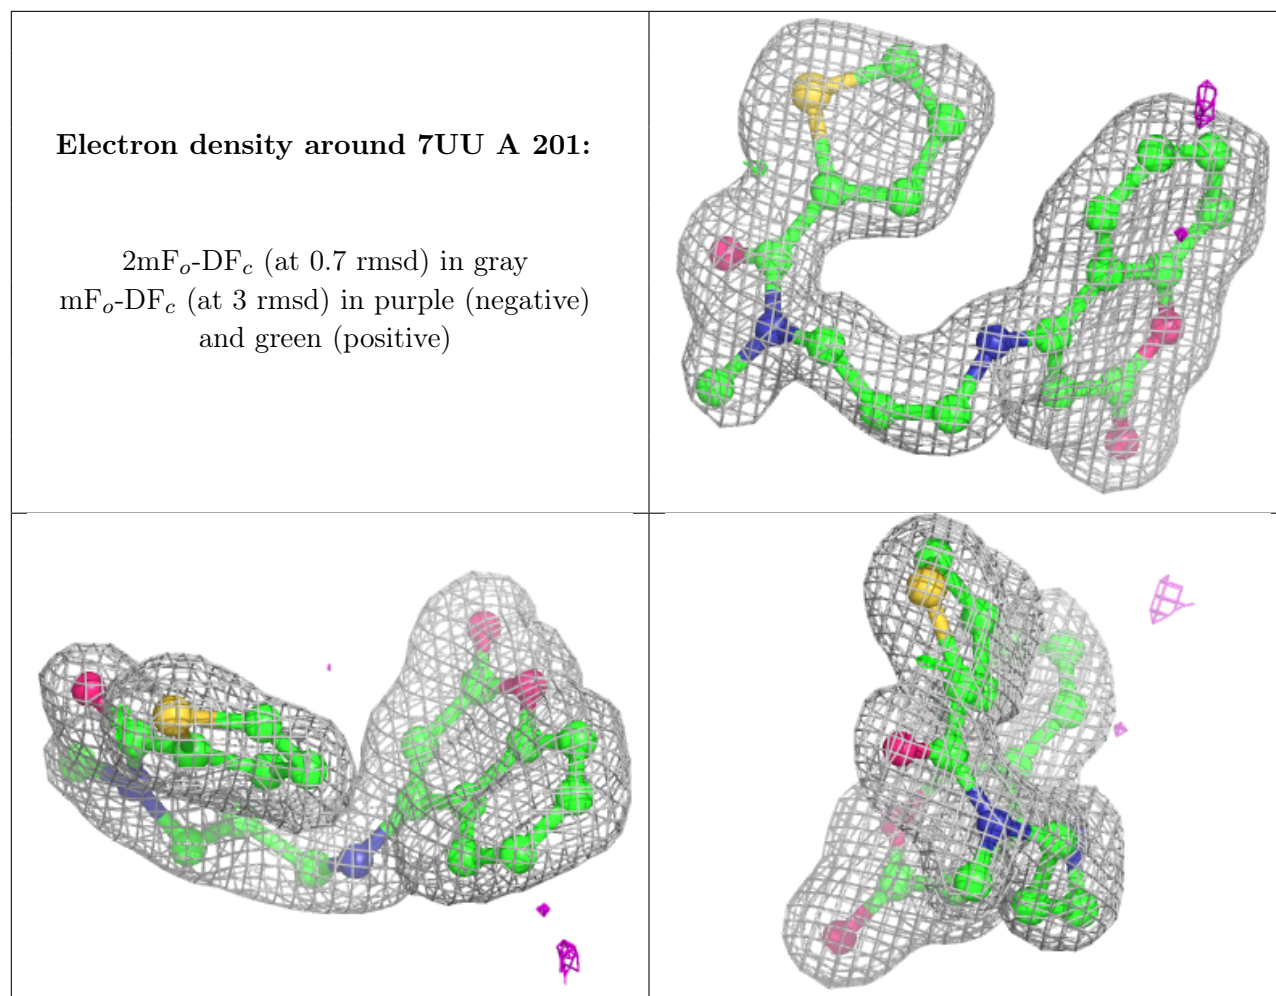 Electron density around 7UU A 201:
2mFo-DFc (at 0.7 rmsd) in gray
mFo-DFc (at 3 rmsd) in purple (negative)
and green (positive)